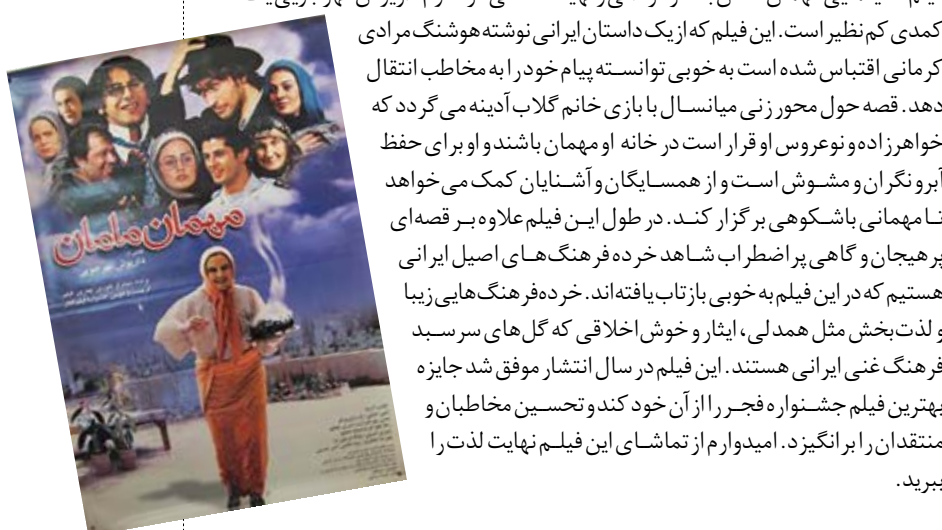 کمدی کم‌نظیر است. این فیلم که از یک داستان ایرانی نوشته هوشنگ مرادی
کرمانی اقتباس شده است به خوبی توانسته پیام خود را به مخاطب انتقال
دهد. قصه حول محور زنی میانسال با بازی خانم گلاب آدینه می‌گردد که
خواهرزاده و نوعروس او قرار است در خانه او مهمان باشند و او برای حفظ
آبرو نگران و مشوش است و از همسایگان و آشنایان کمک می‌خواهد
تا مهمانی باشکوهی برگزار کند. در طول این فیلم علاوه بر قصه‌ای
پرهیجان و گاهی پراضطراب شاهد خرده فرهنگ‌های اصیل ایرانی
هستیم که در این فیلم به خوبی بازتاب یافته‌اند. خرده‌فرهنگ‌هایی زیبا
و لذت‌بخش مثل همدلی، ایثار و خوش‌اخلاقی که گل‌های سرسبد
فرهنگ غنی ایرانی هستند. این فیلم در سال انتشار موفق شد جایزه
بهترین فیلم جشنواره فجر را از آن خود کند و تحسین مخاطبان و
منتقدان را برانگیزد. امیدوارم از تماشای این فیلم نهایت لذت را
ببرید.
مهمان مامان
داریوش مهرجویی